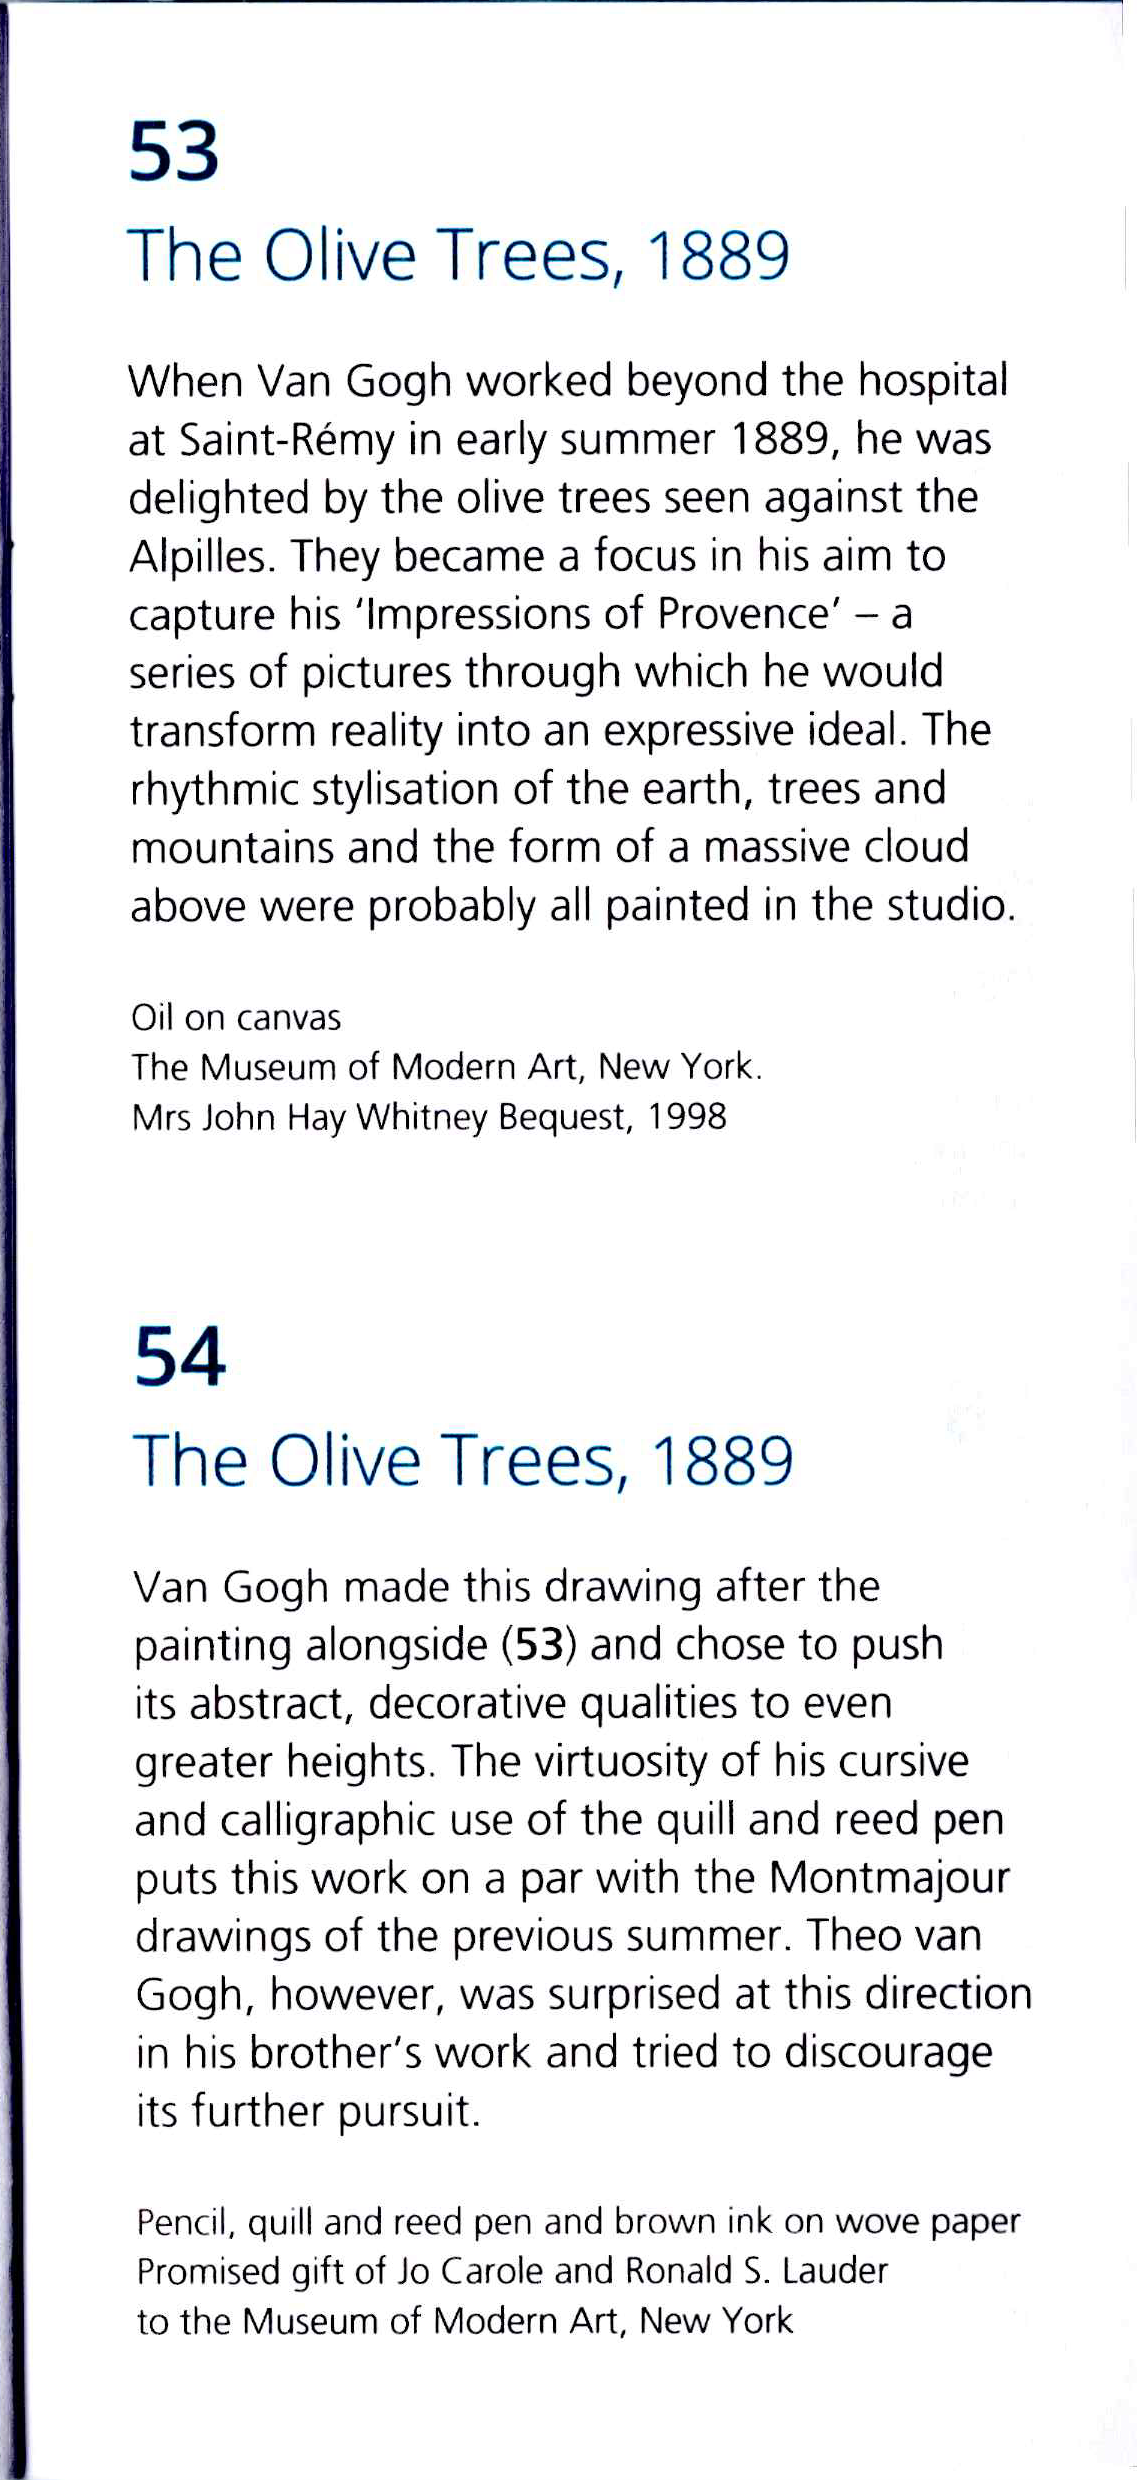 53
The Olive Trees, 1889
When Van Gogh worked beyond the hospital
at Saint-Rémy in early summer 1889, he was
delighted by the olive trees seen against the
Alpilles. They became a focus in his aim to
capture his ‘Impressions of Provence’ – a
series of pictures through which he would
transform reality into an expressive ideal. The
rhythmic stylisation of the earth, trees and
mountains and the form of a massive cloud
above were probably all painted in the studio.
Oil on canvas
The Museum of Modern Art, New York.
Mrs John Hay Whitney Bequest, 1998
54
The Olive Trees, 1889
Van Gogh made this drawing after the
painting alongside (53) and chose to push
its abstract, decorative qualities to even
greater heights. The virtuosity of his cursive
and calligraphic use of the quill and reed pen
puts this work on a par with the Montmajour
drawings of the previous summer. Theo van
Gogh, however, was surprised at this direction
in his brother’s work and tried to discourage
its further pursuit.
Pencil, quill and reed pen and brown ink on wove paper
Promised gift of Jo Carole and Ronald S. Lauder
to the Museum of Modern Art, New York